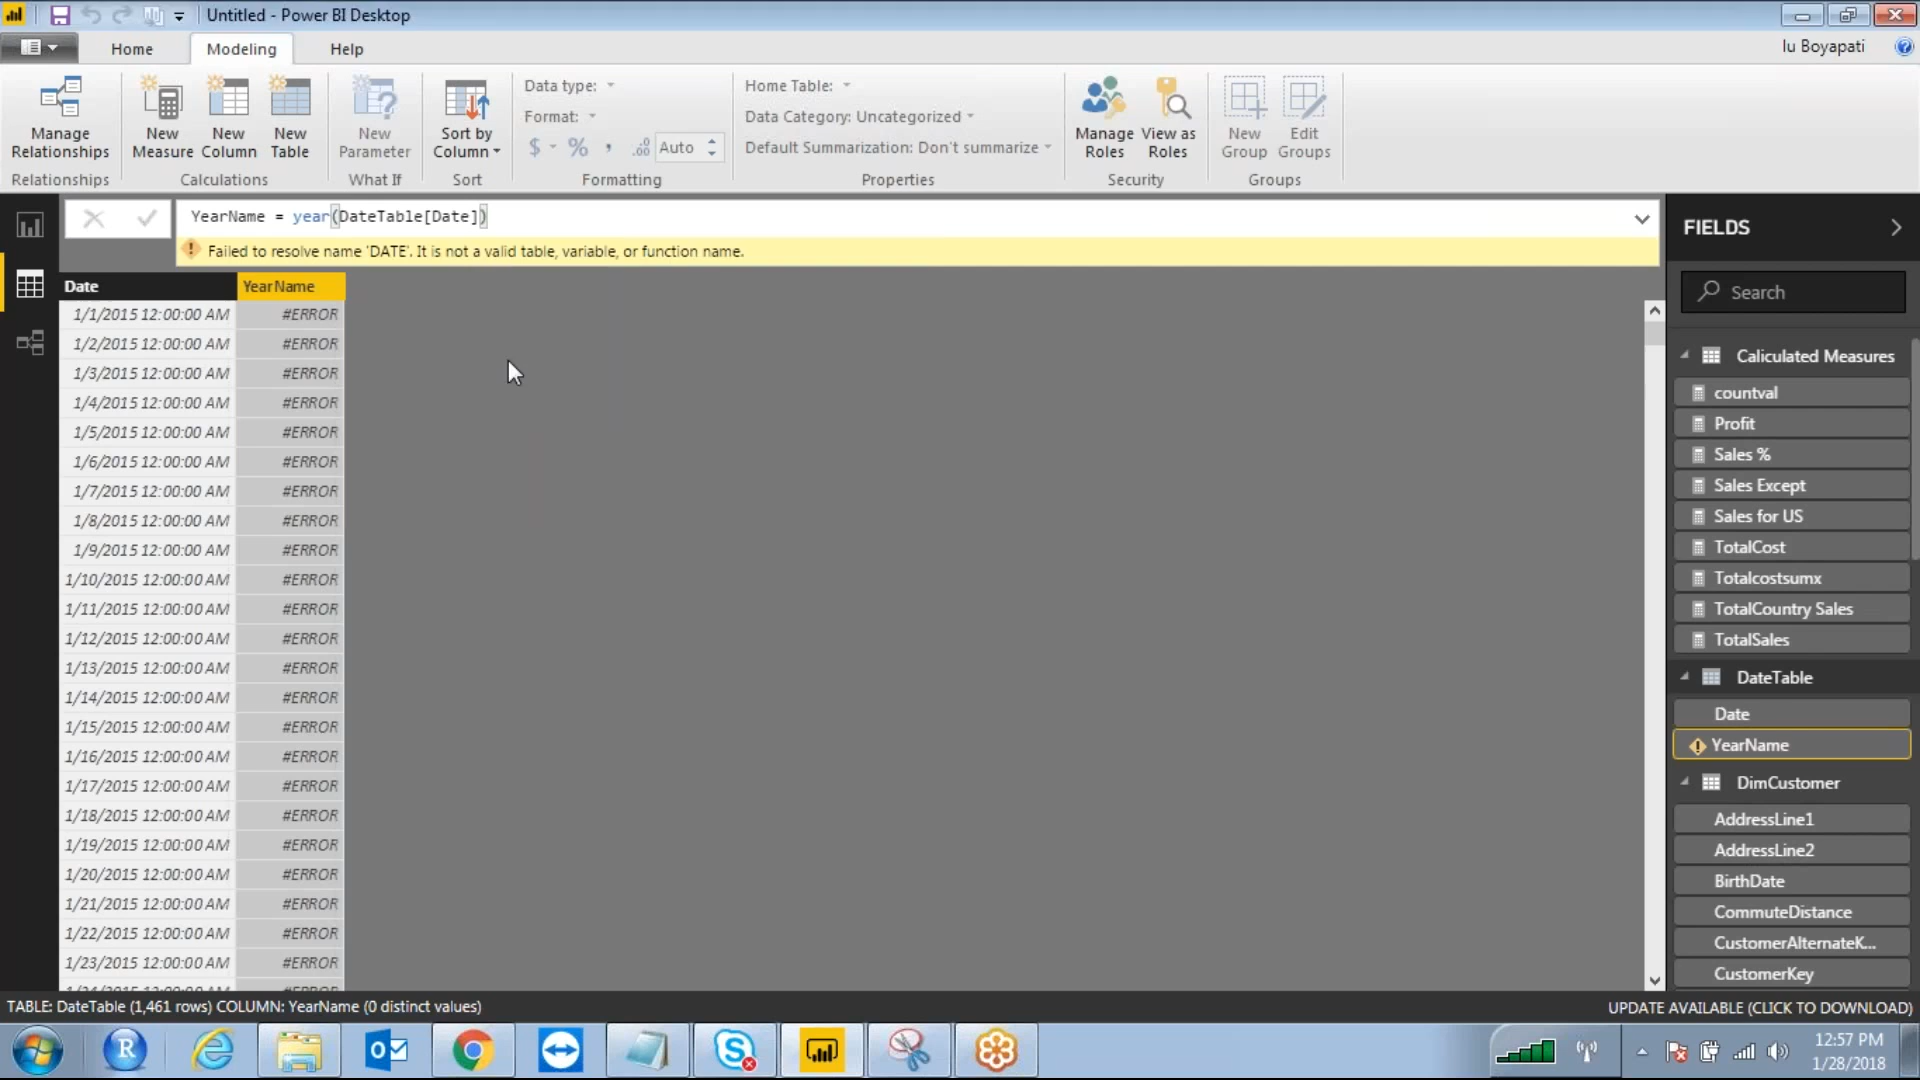 Untitled - Power BI Desktop
Home
Modeling
Help
lu Boyapati
Manage
Relationships
New
Measure
New
Column
New
Table
New
Parameter
Sort by
Column
Data type:
Format:
$ % , .00 Auto
Home Table:
Data Category: Uncategorized
Default Summarization: Don't summarize
Manage
Roles
View as
Roles
New
Group
Edit
Groups
Relationships
Calculations
What If
Sort
Formatting
Properties
Security
Groups
YearName = year(DateTable[Date])
Failed to resolve name 'DATE'. It is not a valid table, variable, or function name.
Date YearName
1/1/2015 12:00:00 AM #ERROR
1/2/2015 12:00:00 AM #ERROR
1/3/2015 12:00:00 AM #ERROR
1/4/2015 12:00:00 AM #ERROR
1/5/2015 12:00:00 AM #ERROR
1/6/2015 12:00:00 AM #ERROR
1/7/2015 12:00:00 AM #ERROR
1/8/2015 12:00:00 AM #ERROR
1/9/2015 12:00:00 AM #ERROR
1/10/2015 12:00:00 AM #ERROR
1/11/2015 12:00:00 AM #ERROR
1/12/2015 12:00:00 AM #ERROR
1/13/2015 12:00:00 AM #ERROR
1/14/2015 12:00:00 AM #ERROR
1/15/2015 12:00:00 AM #ERROR
1/16/2015 12:00:00 AM #ERROR
1/17/2015 12:00:00 AM #ERROR
1/18/2015 12:00:00 AM #ERROR
1/19/2015 12:00:00 AM #ERROR
1/20/2015 12:00:00 AM #ERROR
1/21/2015 12:00:00 AM #ERROR
1/22/2015 12:00:00 AM #ERROR
1/23/2015 12:00:00 AM #ERROR
FIELDS
Search
Caliculated Measures
countval
Profit
Sales %
Sales Except
Sales for US
TotalCost
Totalcostsumx
TotalCountry Sales
TotalSales
DateTable
Date
YearName
DimCustomer
AddressLine1
AddressLine2
BirthDate
CommuteDistance
CustomerAlternateK...
CustomerKey
TABLE: DateTable (1,461 rows) COLUMN: YearName (0 distinct values)
UPDATE AVAILABLE (CLICK TO DOWNLOAD)
12:57 PM
1/28/2018